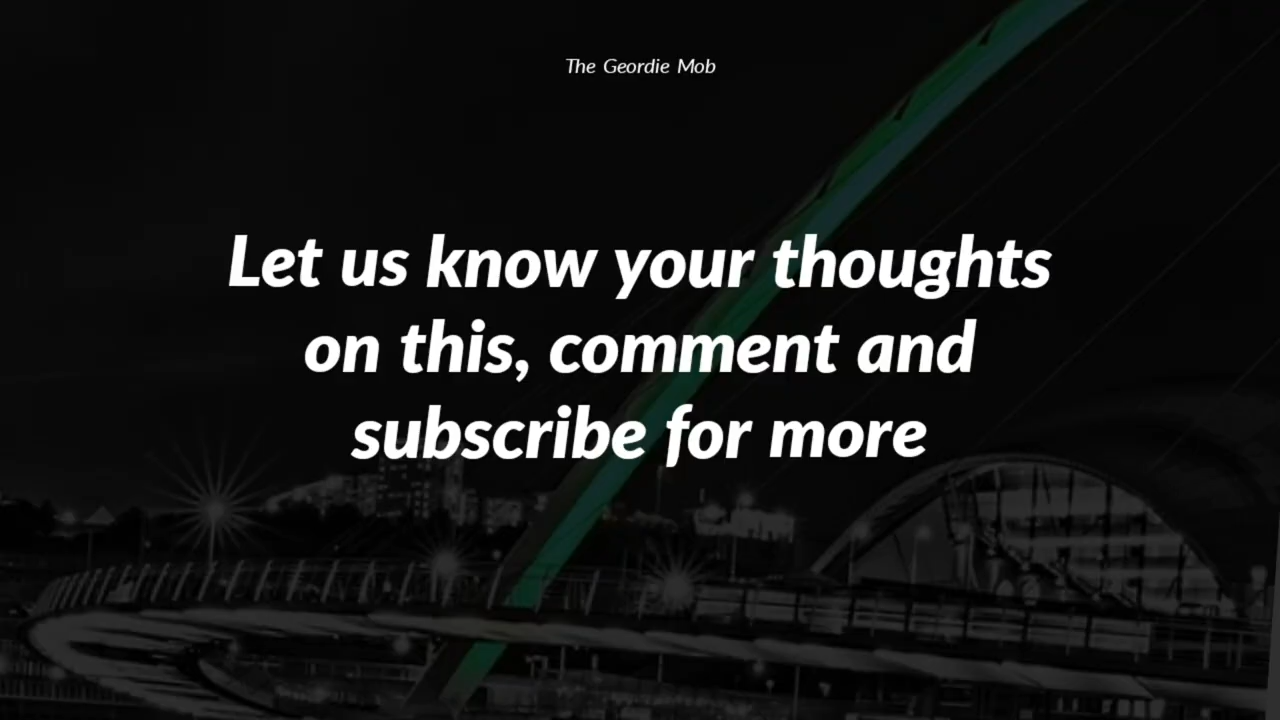 The Geordie Mob
Let us know your thoughts
on this, comment and
subscribe for more